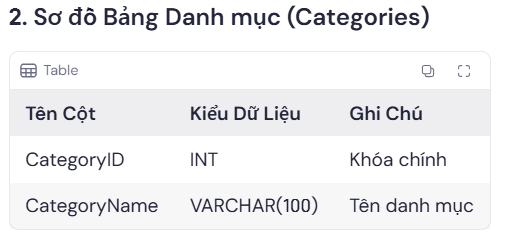 2. Sơ đồ Bảng Danh mục (Categories)
Table
Tên Cột Kiểu Dữ Liệu Ghi Chú
CategoryID INT Khóa chính
CategoryName VARCHAR(100) Tên danh mục